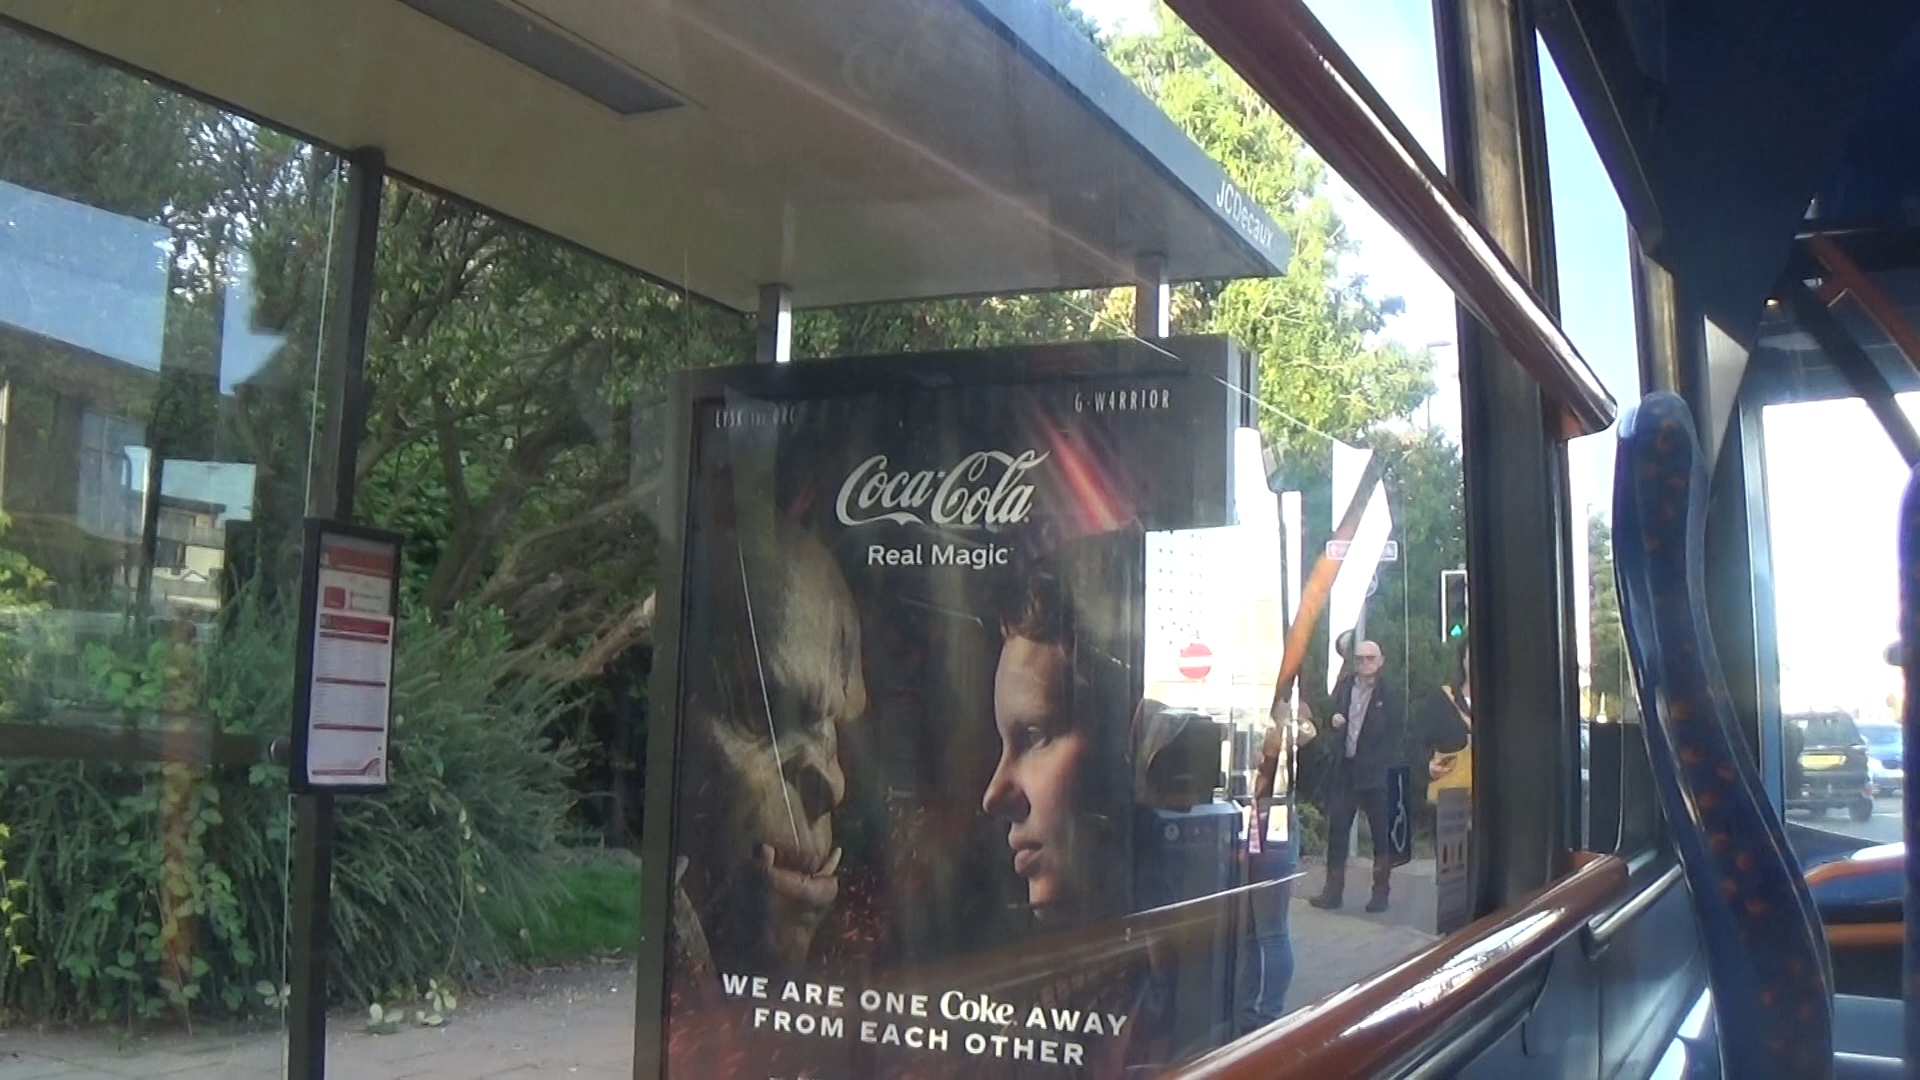 JCDecaux
G-W4RRIOR
Coca-Cola
Real Magic
WE ARE ONE Coke AWAY
FROM EACH OTHER